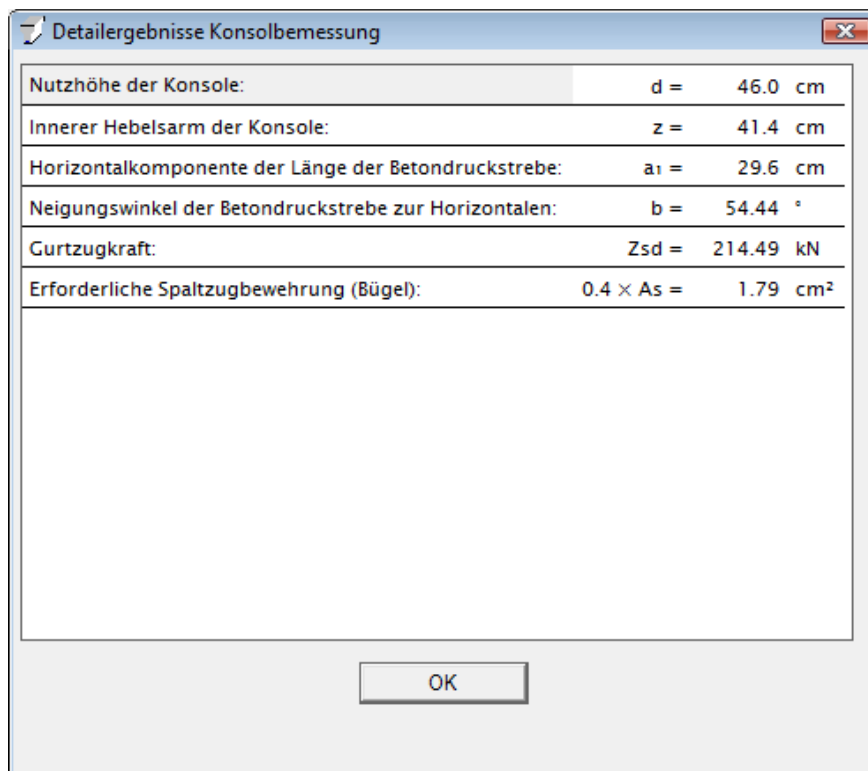 Detailergebnisse Konsolbemessung
Nutzhöhe der Konsole: d = 46.0 cm
Innerer Hebelsarm der Konsole: z = 41.4 cm
Horizontalkomponente der Länge der Betondruckstrebe: a₁ = 29.6 cm
Neigungswinkel der Betondruckstrebe zur Horizontalen: b = 54.44 °
Gurtzugkraft: Zsd = 214.49 kN
Erforderliche Spaltzugbewehrung (Bügel): 0.4 × As = 1.79 cm²
OK